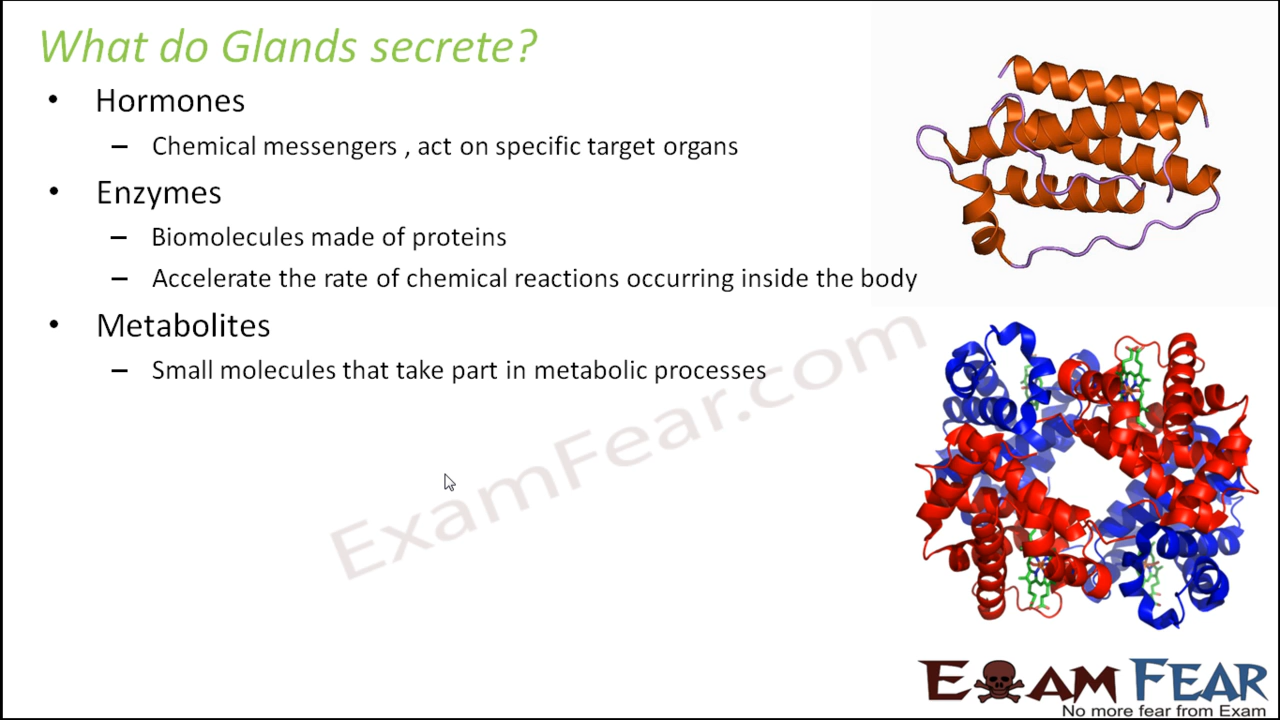 What do Glands secrete?
• Hormones
– Chemical messengers , act on specific target organs
• Enzymes
– Biomolecules made of proteins
– Accelerate the rate of chemical reactions occurring inside the body
• Metabolites
– Small molecules that take part in metabolic processes
ExamFear.com
EXAM FEAR
No more fear from Exam